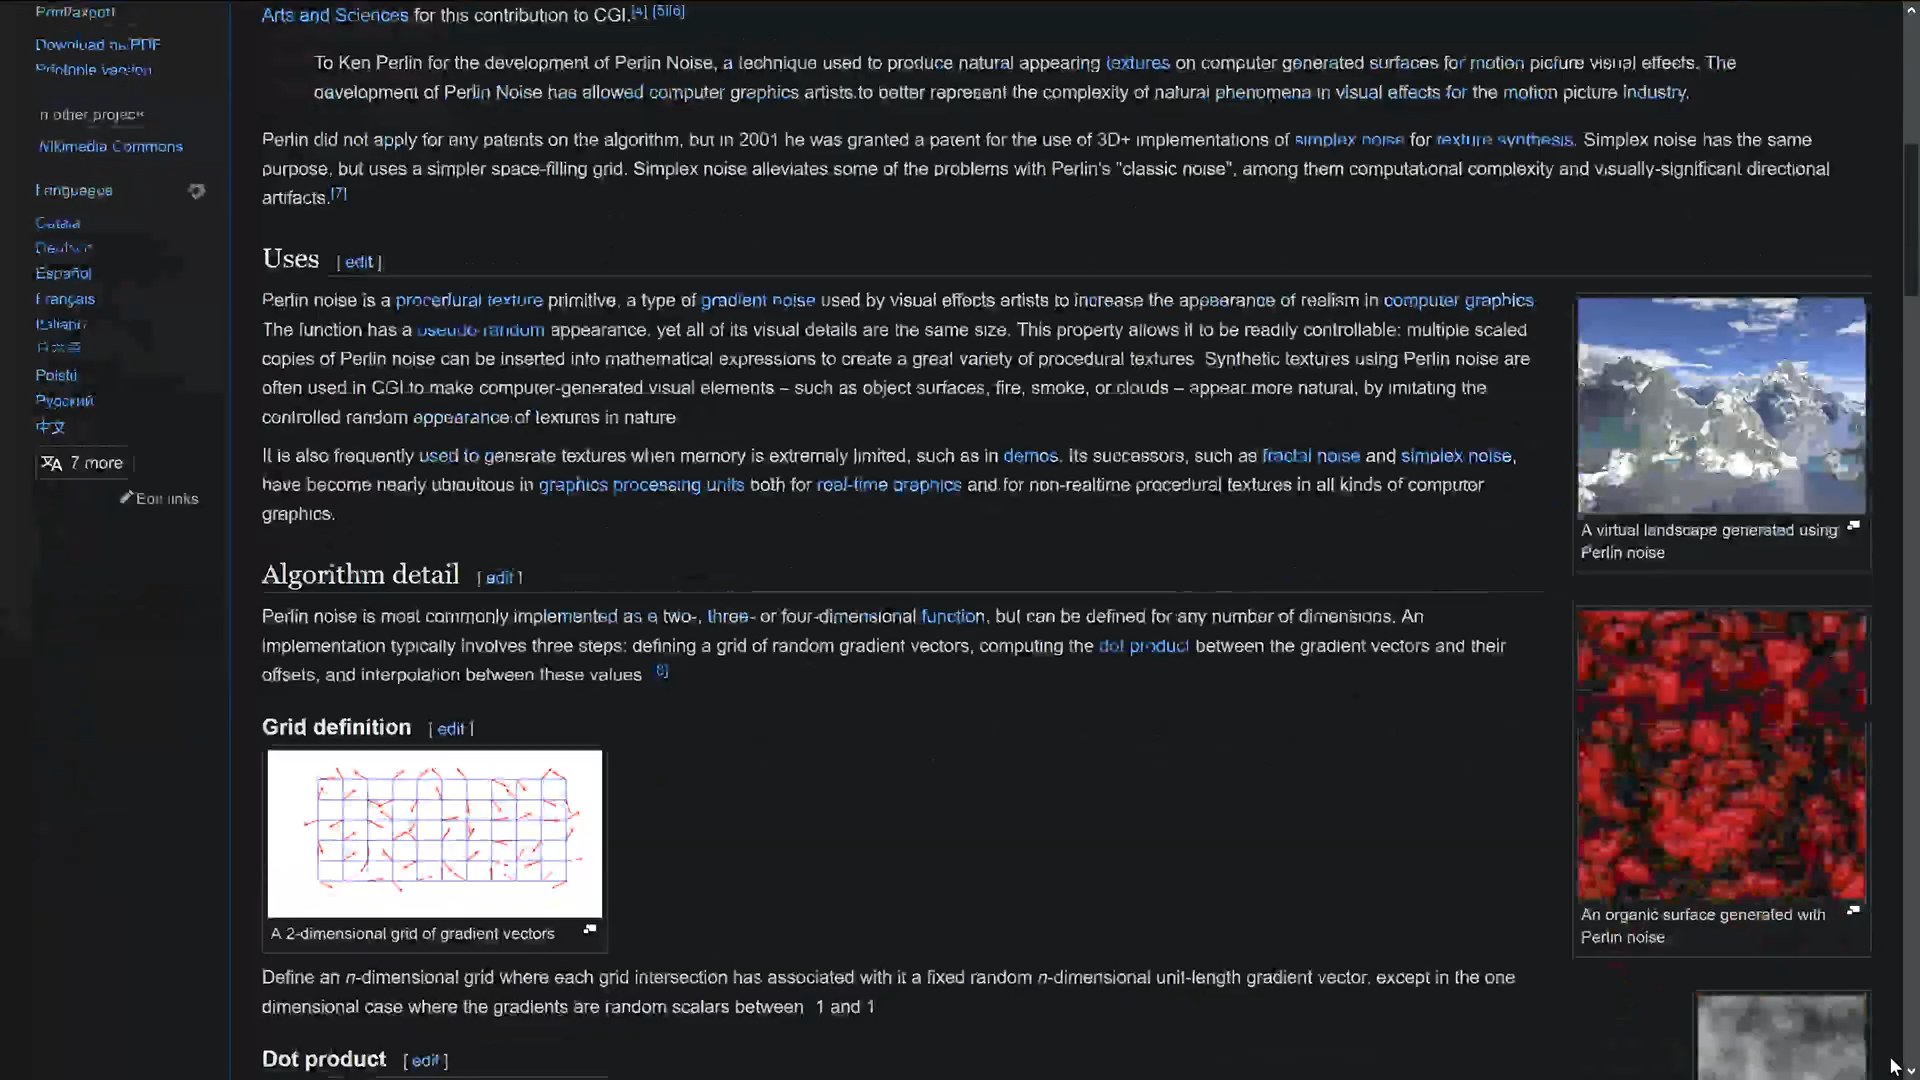 Download as PDF
Printable version
In other projects
Wikimedia Commons
Languages
Català
Deutsch
Español
Français
Italiano
Русский
中文
7 more
Edit links
Arts and Sciences for this contribution to CGI.[4] [5][6]
To Ken Perlin for the development of Perlin Noise, a technique used to produce natural appearing textures on computer generated surfaces for motion picture visual effects. The
development of Perlin Noise has allowed computer graphics artists to better represent the complexity of natural phenomena in visual effects for the motion picture industry.
Perlin did not apply for any patents on the algorithm, but in 2001 he was granted a patent for the use of 3D+ implementations of simplex noise for texture synthesis. Simplex noise has the same
purpose, but uses a simpler space-filling grid. Simplex noise alleviates some of the problems with Perlin's "classic noise", among them computational complexity and visually-significant directional
artifacts.[7]
Uses [ edit ]
Perlin noise is a procedural texture primitive, a type of gradient noise used by visual effects artists to increase the appearance of realism in computer graphics
The function has a pseudo-random appearance, yet all of its visual details are the same size. This property allows it to be readily controllable: multiple scaled
copies of Perlin noise can be inserted into mathematical expressions to create a great variety of procedural textures. Synthetic textures using Perlin noise are
often used in CGI to make computer-generated visual elements – such as object surfaces, fire, smoke, or clouds – appear more natural, by imitating the
controlled random appearance of textures in nature
It is also frequently used to generate textures when memory is extremely limited, such as in demos. Its successors, such as fractal noise and simplex noise,
have become nearly ubiquitous in graphics processing units both for real-time graphics and for non-realtime procedural textures in all kinds of computer
graphics.
A virtual landscape generated using
Perlin noise
Algorithm detail [ edit ]
Perlin noise is most commonly implemented as a two-, three- or four-dimensional function, but can be defined for any number of dimensions. An
implementation typically involves three steps: defining a grid of random gradient vectors, computing the dot product between the gradient vectors and their
offsets, and interpolation between these values [8]
Grid definition [ edit ]
A 2-dimensional grid of gradient vectors
An organic surface generated with
Perlin noise
Define an n-dimensional grid where each grid intersection has associated with it a fixed random n-dimensional unit-length gradient vector, except in the one
dimensional case where the gradients are random scalars between 1 and 1
Dot product [ edit ]